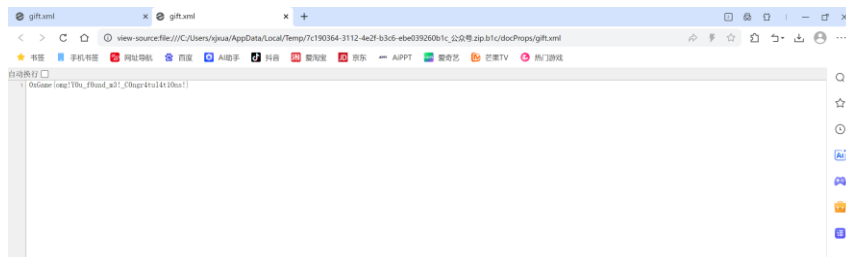 gift.xml × gift.xml × +
view-source:file:///C:/Users/xjxua/AppData/Local/Temp/7c190364-3112-4e2f-b3c6-ebe039260b1c_公众号.zip.b1c/docProps/gift.xml
书签 手机书签 网址导航 百度 AI助手 抖音 爱淘宝 京东 AiPPT 爱奇艺 芒果TV 热门游戏
自动换行
1 0xGame{omg!Y0u_f0und_m3!_C0ngr4tul4t10ns!}